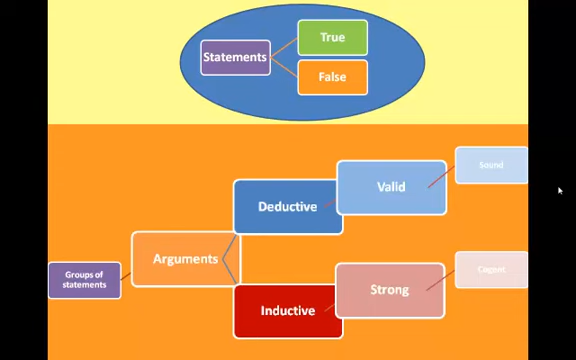 Statements
True
False
Sound
Valid
Deductive
Arguments
Groups of
statements
Cogent
Strong
Inductive